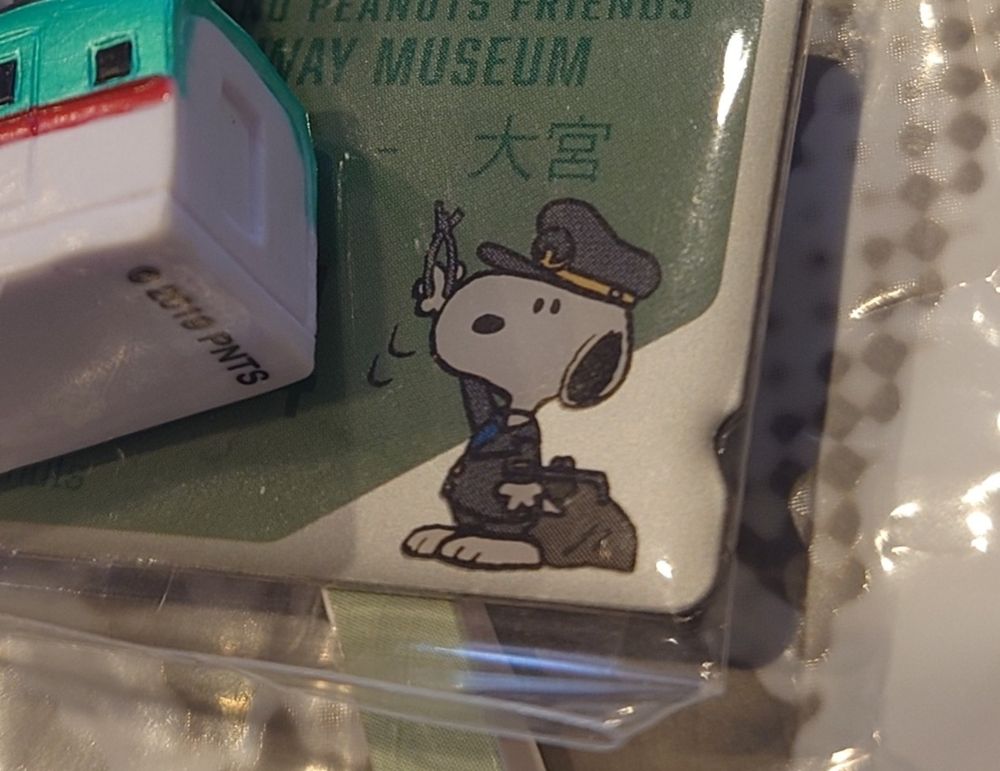 PEANUTS FRIENDS
WAY MUSEUM
- 大宮
© 2019 PNTS